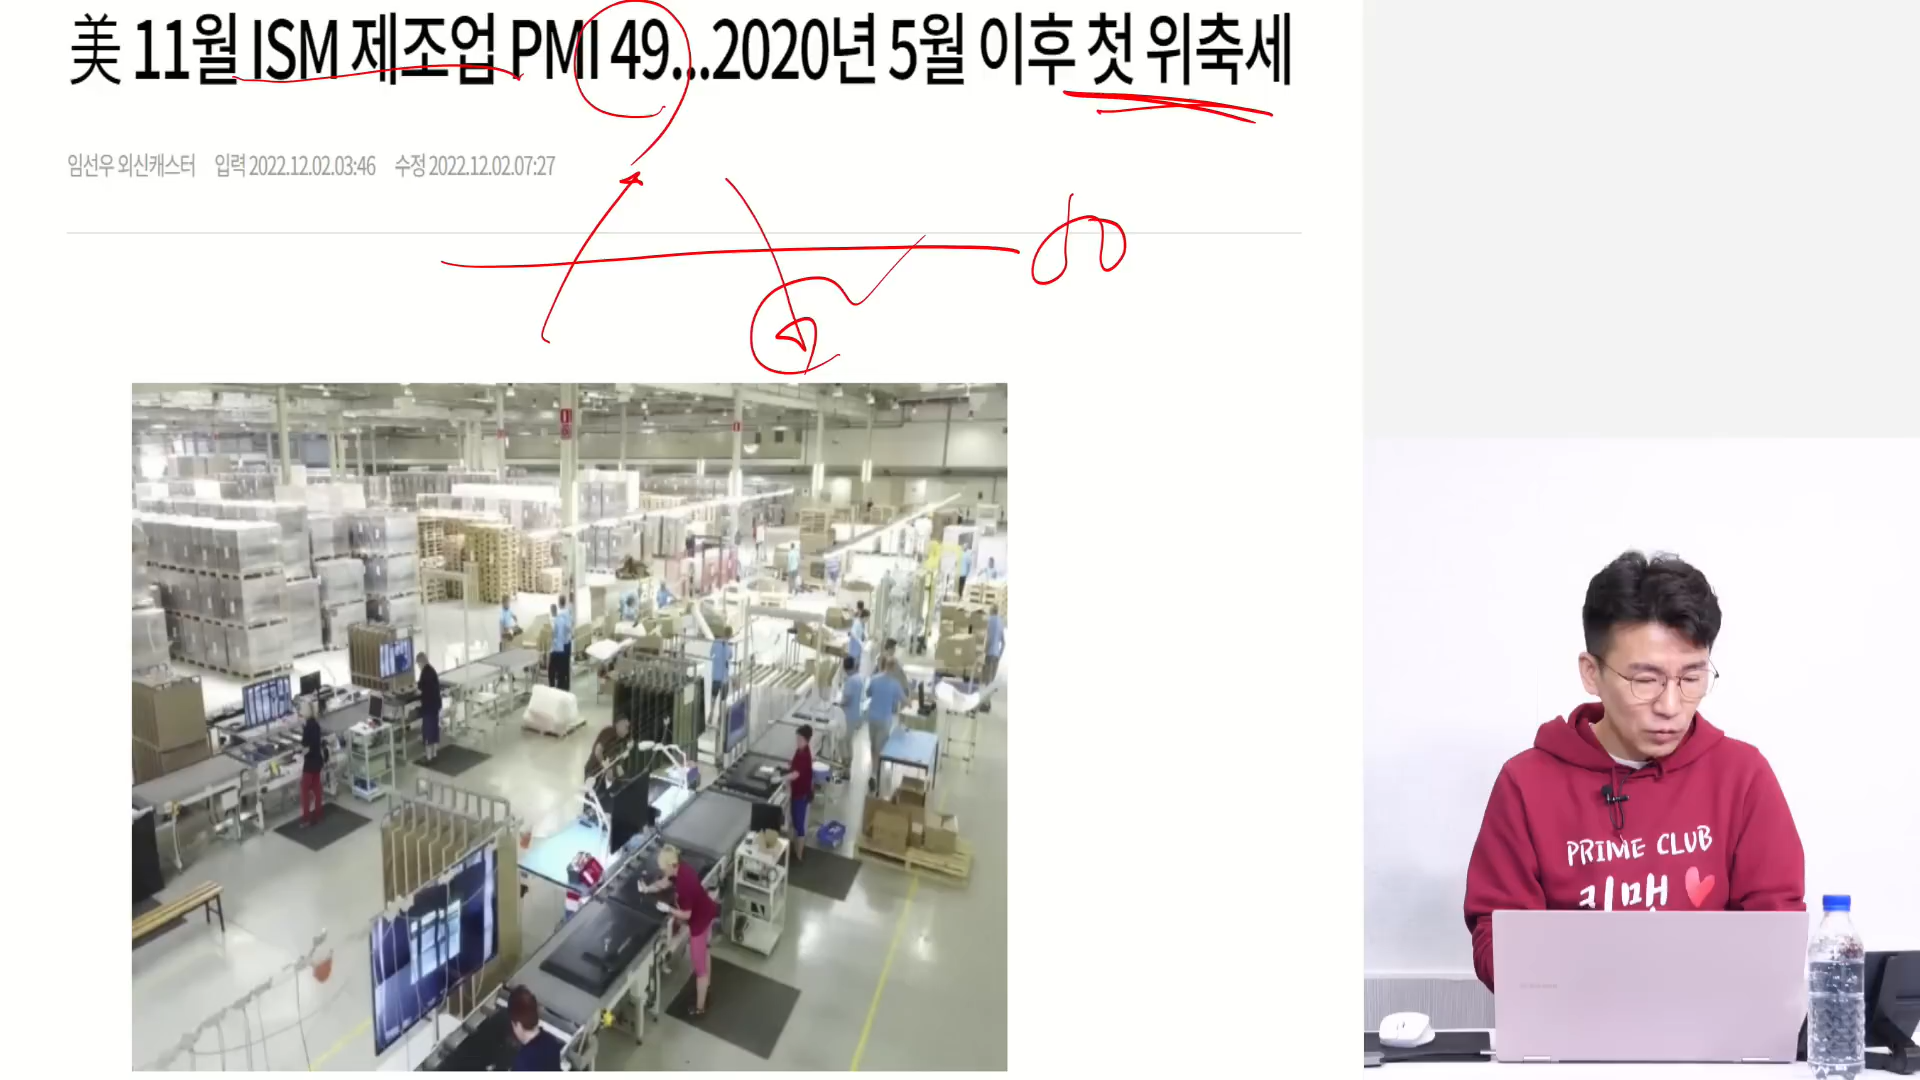 美 11월 ISM 제조업 PMI 49...2020년 5월 이후 첫 위축세
임선우 외신캐스터 입력 2022.12.02.03:46 수정 2022.12.02.07:27
50
PRIME CLUB
키맨